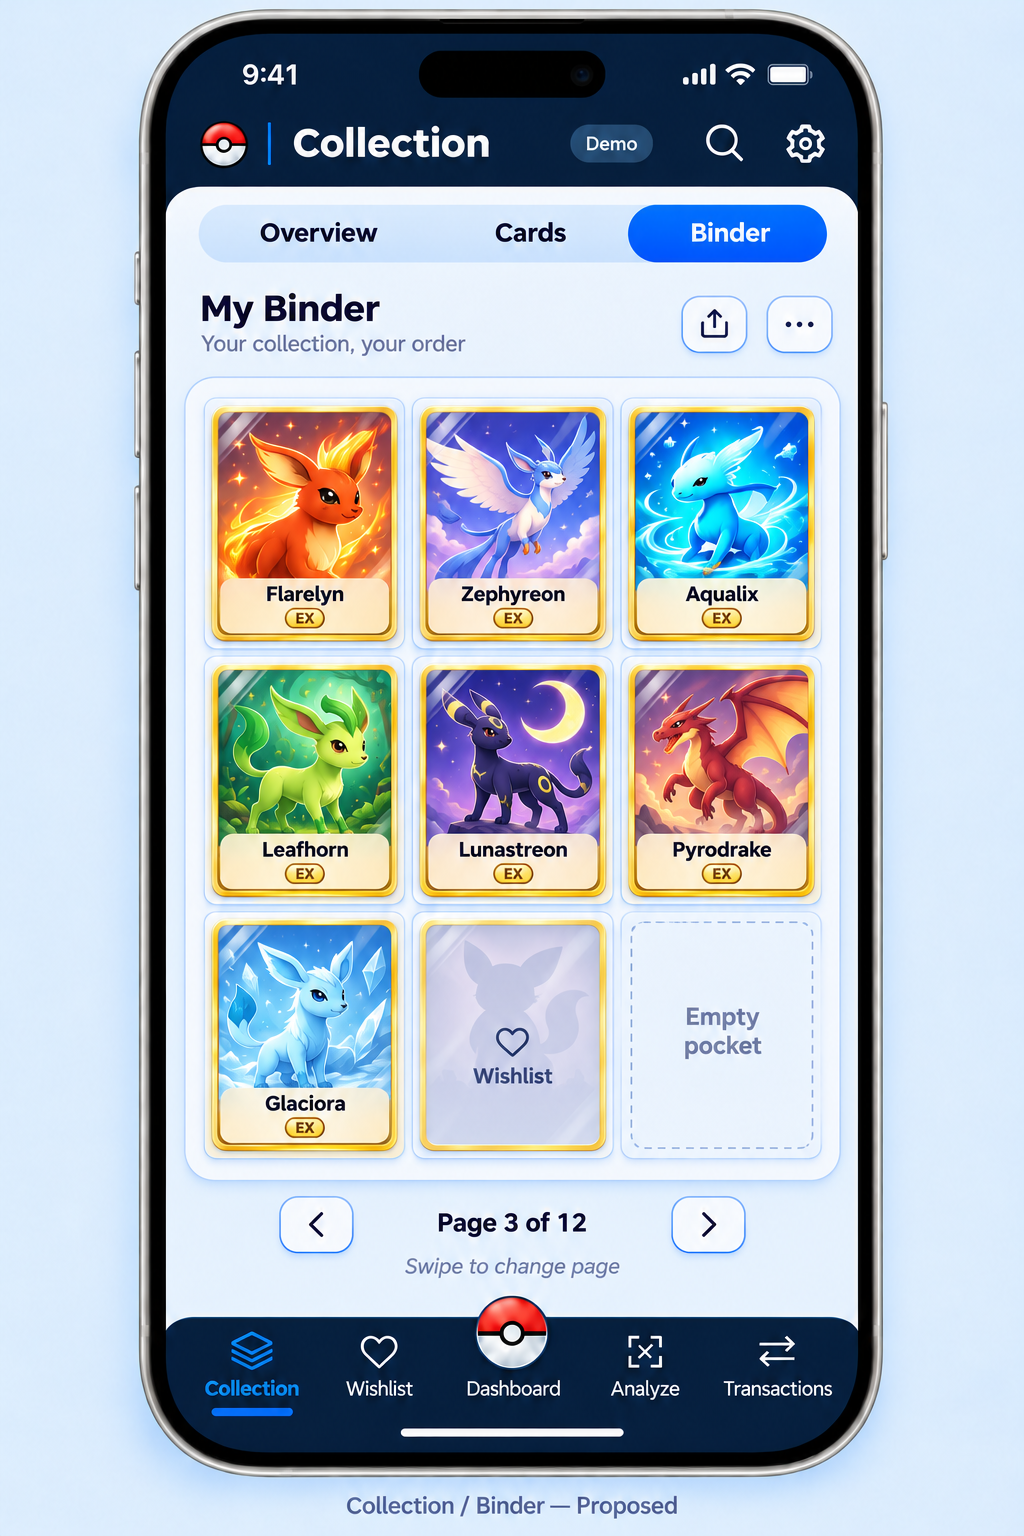 9:41
Collection
Demo
Overview
Cards
Binder
My Binder
Your collection, your order
Flarelyn
EX
Zephyreon
EX
Aqualix
EX
Leafhorn
EX
Lunastreon
EX
Pyrodrake
EX
Glaciora
EX
Wishlist
Empty
pocket
Page 3 of 12
Swipe to change page
Collection
Wishlist
Dashboard
Analyze
Transactions
Collection / Binder — Proposed